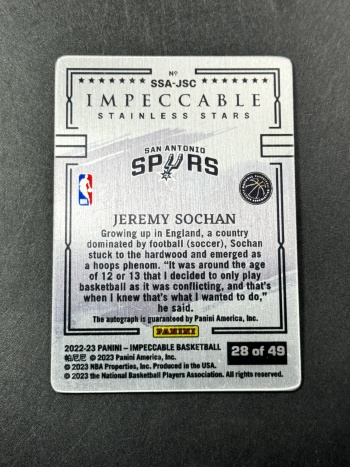 Nº
SSA-JSC
IMPECCABLE
STAINLESS STARS
SAN ANTONIO
SPURS
JEREMY SOCHAN
Growing up in England, a country
dominated by football (soccer), Sochan
stuck to the hardwood and emerged as
a hoops phenom. "It was around the age
of 12 or 13 that I decided to only play
basketball as it was conflicting, and that's
when I knew that's what I wanted to do,"
he said.
The autograph is guaranteed by Panini America, Inc.
PANINI
2022-23 PANINI – IMPECCABLE BASKETBALL
帕尼尼 © 2023 Panini America, Inc.
© 2023 NBA Properties, Inc. Produced in the USA.
© 2023 the National Basketball Players Association. All rights reserved.
28 of 49